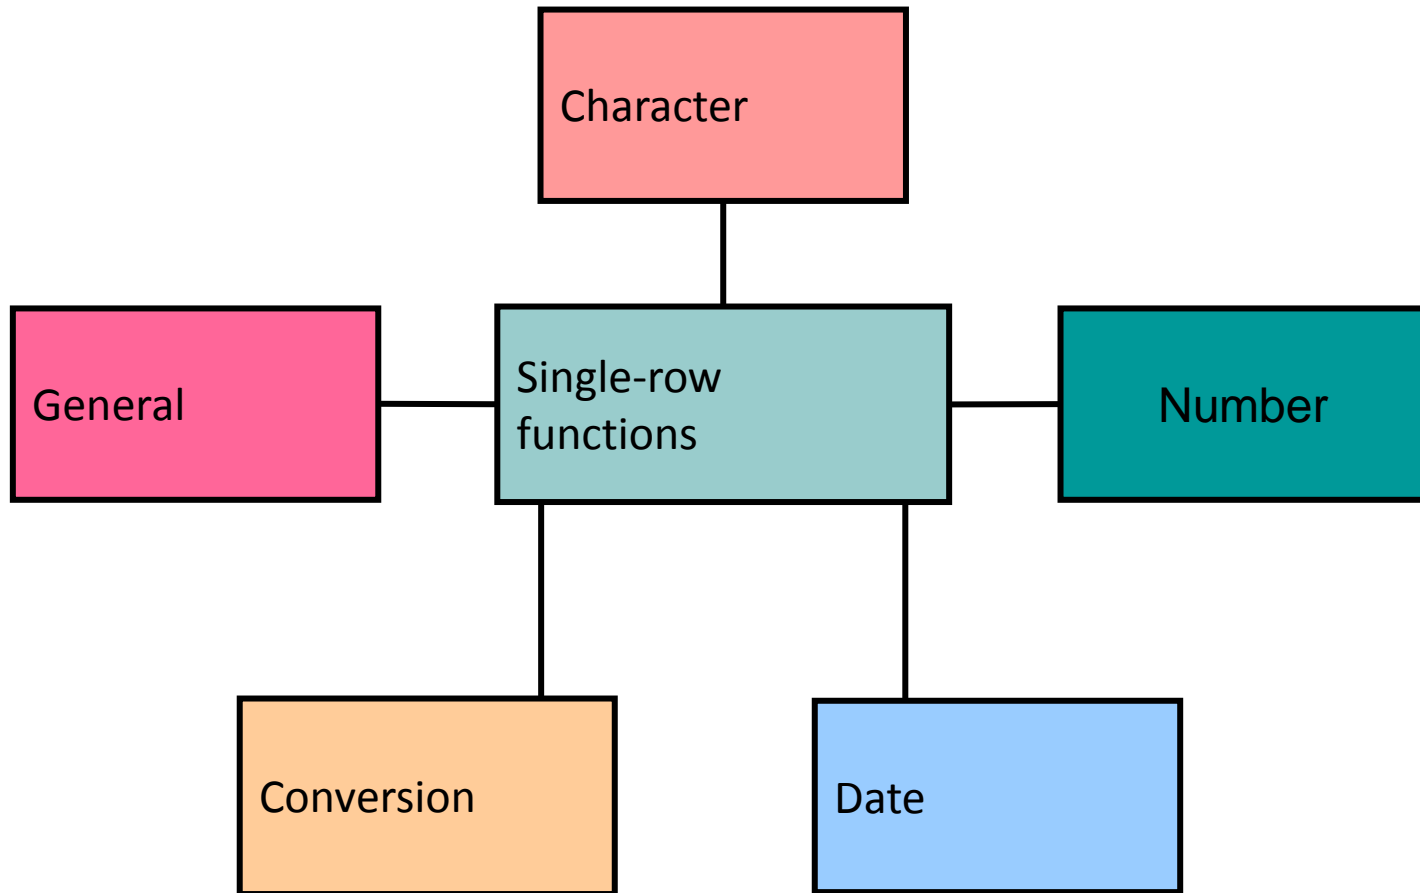 Character
General
Single-row
functions
Number
Conversion
Date